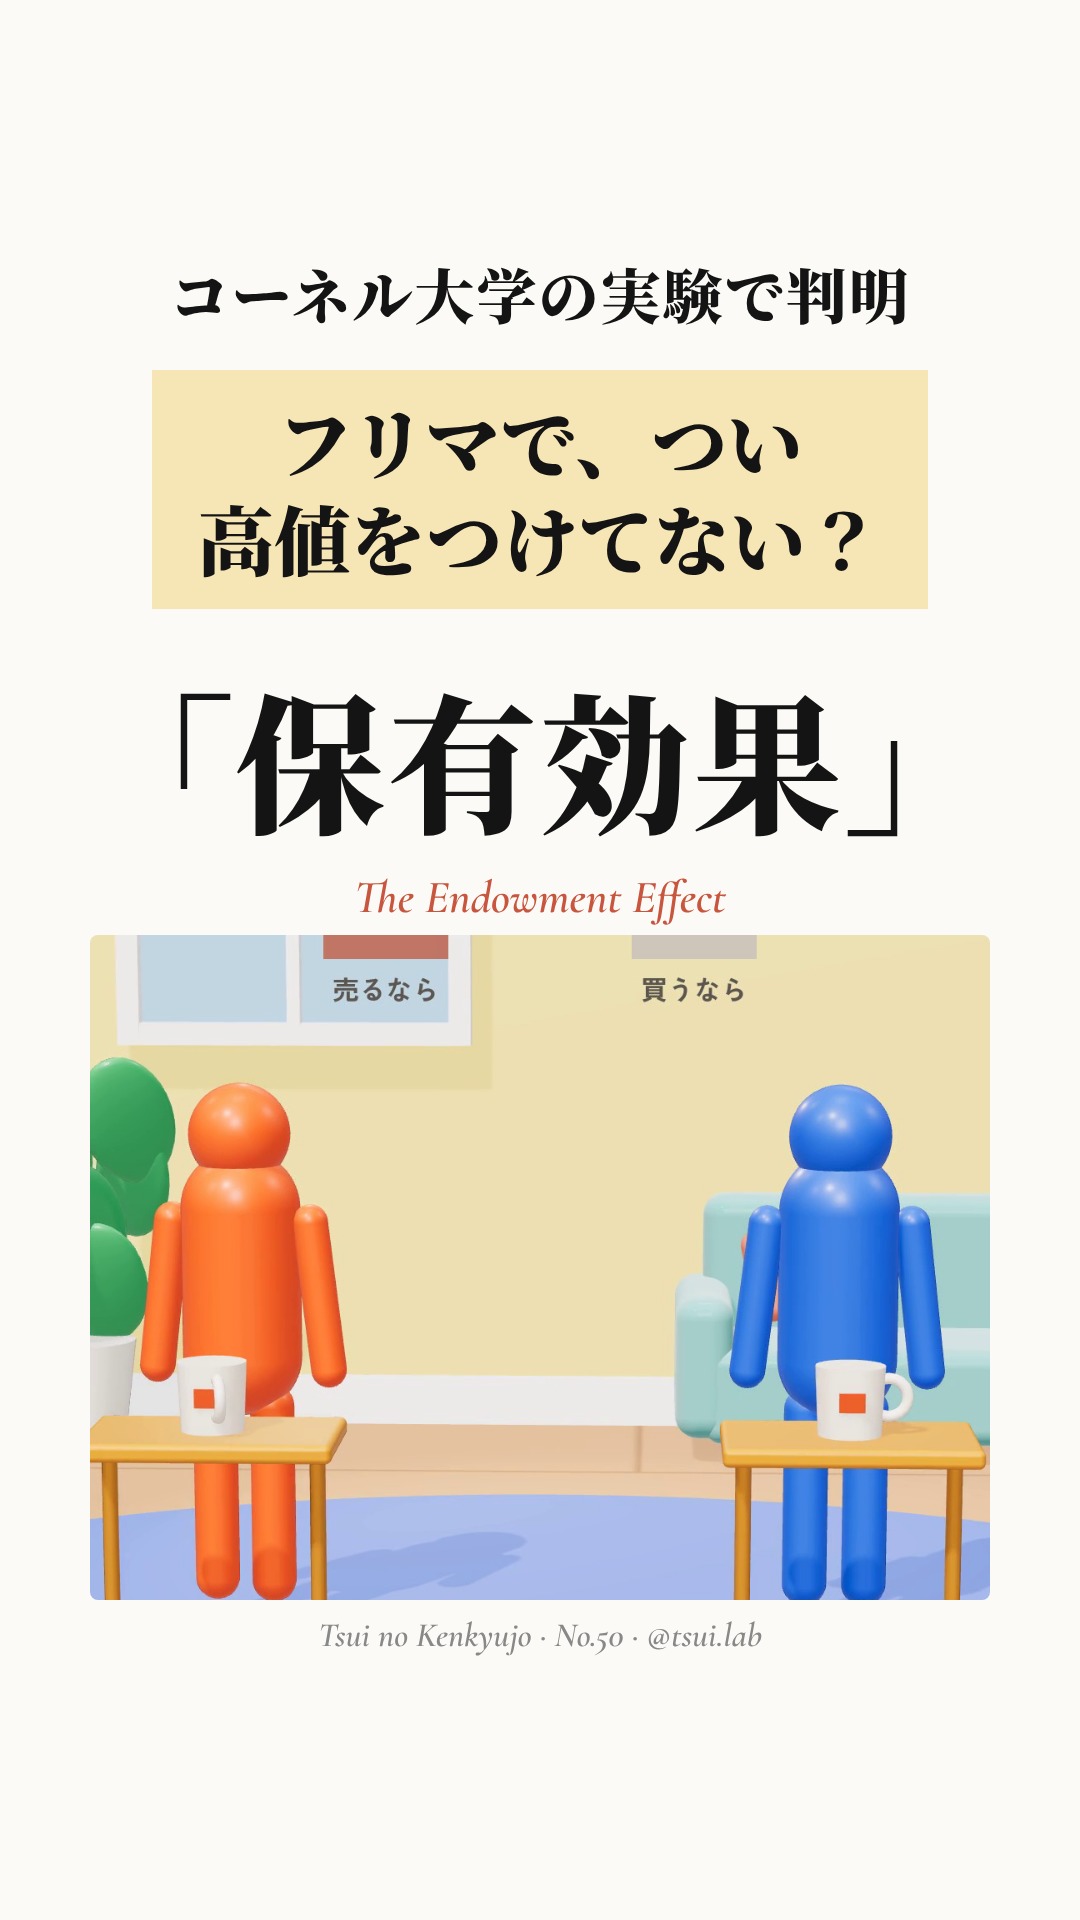 コーネル大学の実験で判明
フリマで、つい
高値をつけてない？
「保有効果」
The Endowment Effect
売るなら
買うなら
Tsui no Kenkyujo · No.50 · @tsui.lab